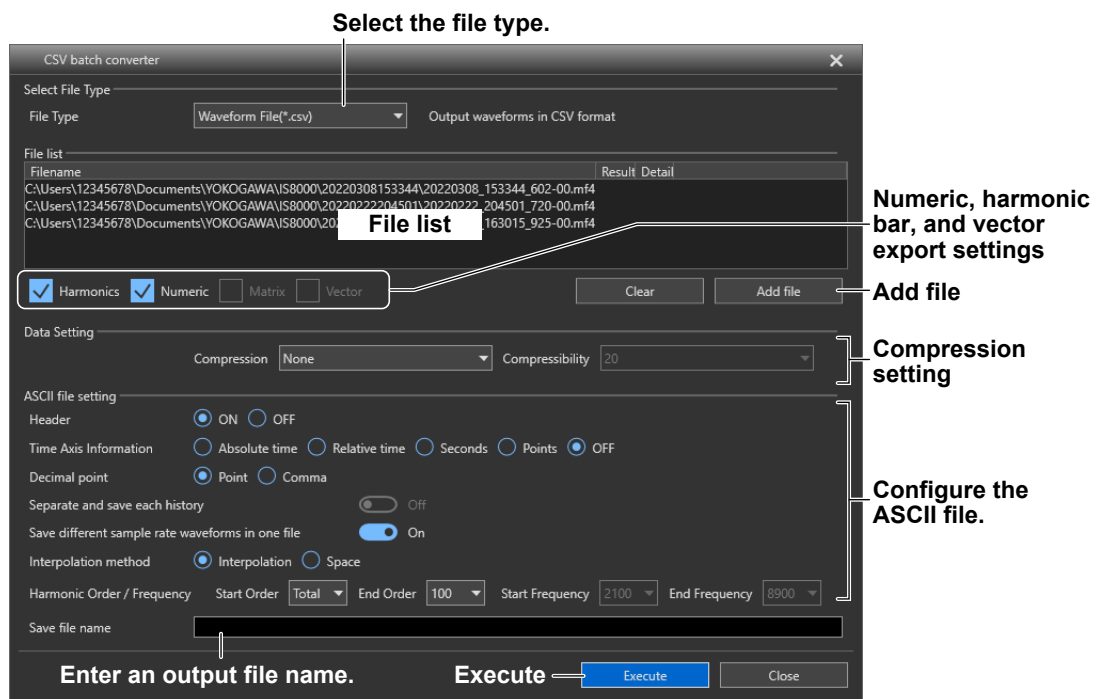 Select the file type.
CSV batch converter
Select File Type
File Type Waveform File(*.csv) Output waveforms in CSV format
File list
Filename Result Detail
C:\Users\12345678\Documents\YOKOGAWA\IS8000\20220308153344\20220308_153344_602-00.mf4
C:\Users\12345678\Documents\YOKOGAWA\IS8000\20220222204501\20220222_204501_720-00.mf4
C:\Users\12345678\Documents\YOKOGAWA\IS8000\202 _163015_925-00.mf4
File list
Numeric, harmonic
bar, and vector
export settings
Harmonics Numeric Matrix Vector Clear Add file
Add file
Data Setting
Compression None Compressibility 20
Compression
setting
ASCII file setting
Header ON OFF
Time Axis Information Absolute time Relative time Seconds Points OFF
Decimal point Point Comma
Separate and save each history Off
Save different sample rate waveforms in one file On
Interpolation method Interpolation Space
Harmonic Order / Frequency Start Order Total End Order 100 Start Frequency 2100 End Frequency 8900
Configure the
ASCII file.
Save file name
Enter an output file name.
Execute
Execute Close